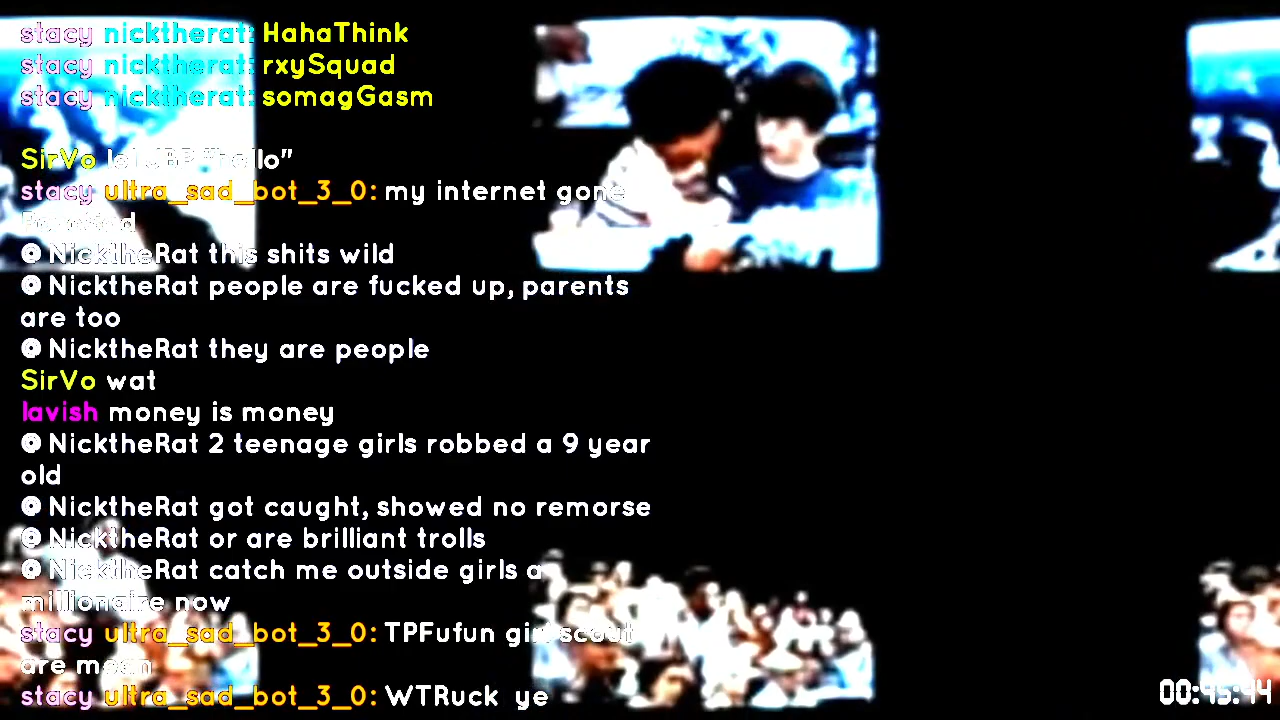 stacy nicktherat: HahaThink
stacy nicktherat: rxySquad
stacy nicktherat: somagGasm
SirVo
stacy ultra_sad_bot_3_0: my internet gone
@ NicktheRat this shits wild
@ NicktheRat people are fucked up, parents
are too
@ NicktheRat they are people
SirVo wat
lavish money is money
@ NicktheRat 2 teenage girls robbed a 9 year
old
@ NicktheRat got caught, showed no remorse
@ NicktheRat or are brilliant trolls
@ NicktheRat catch me outside girls a
millionaire now
stacy ultra_sad_bot_3_0: TPFufun girl scout
are mean
stacy ultra_sad_bot_3_0: WTRuck ye
00:45:44